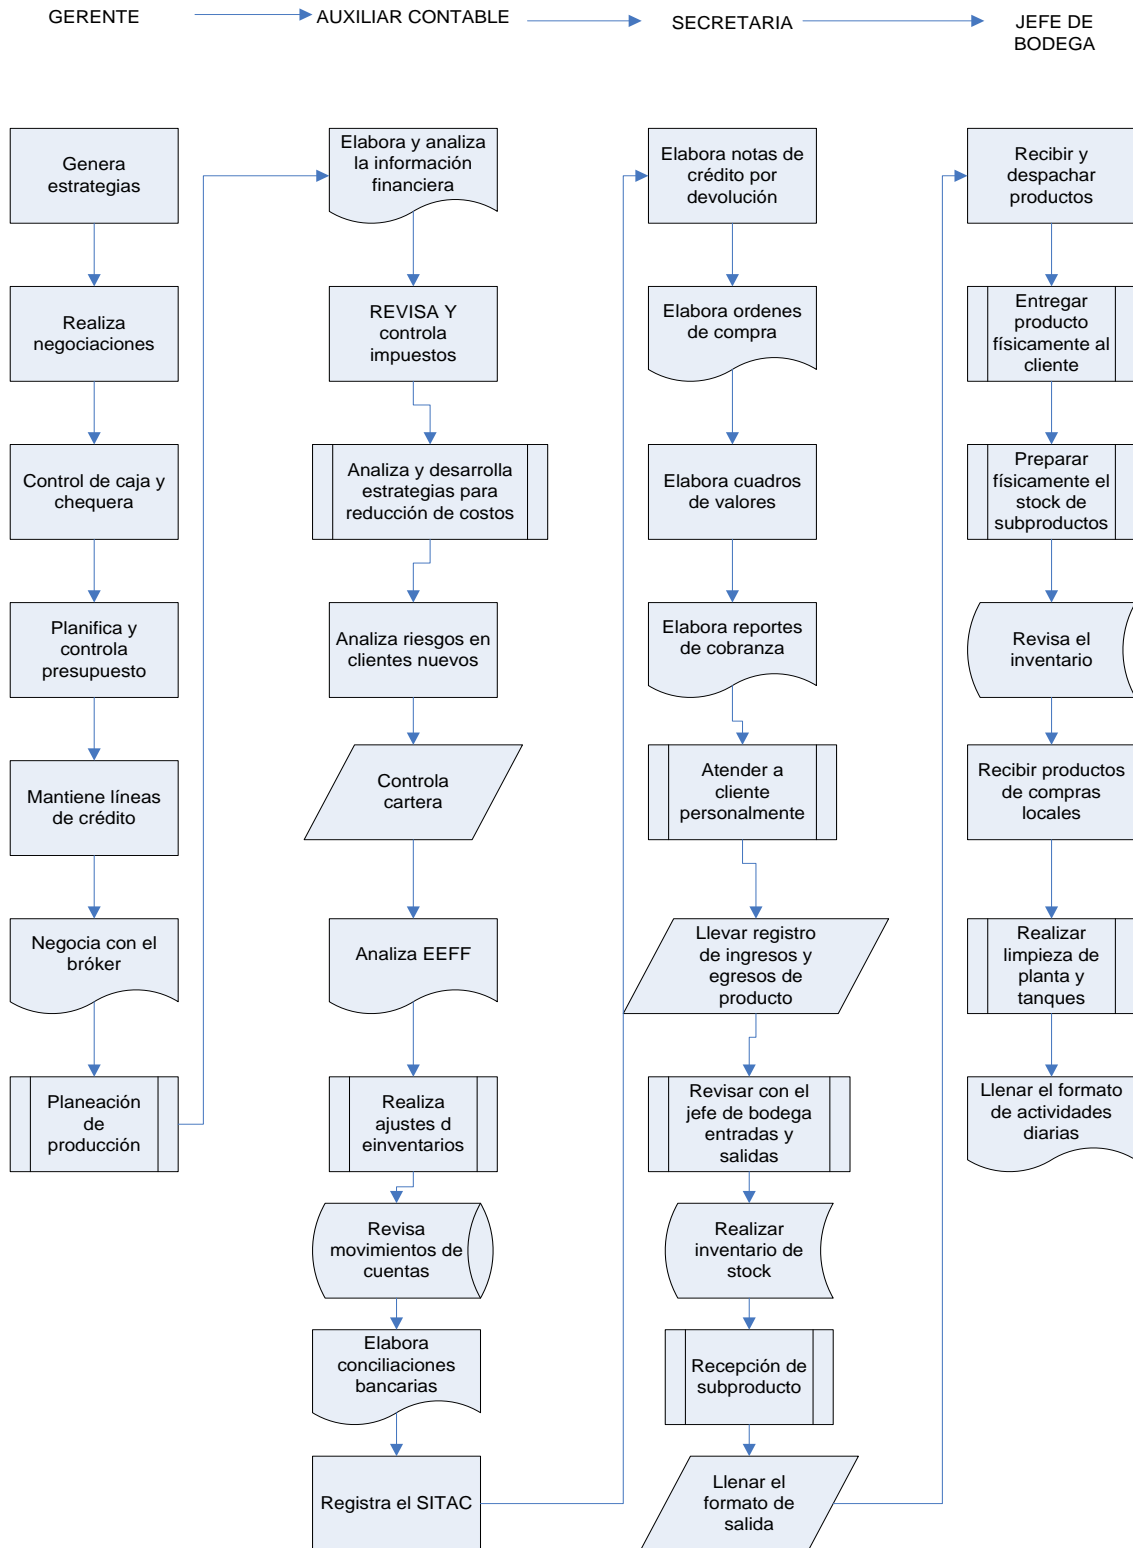 GERENTE
AUXILIAR CONTABLE
SECRETARIA
JEFE DE
BODEGA
Genera
estrategias
Realiza
negociaciones
Control de caja y
chequera
Planifica y
controla
presupuesto
Mantiene líneas
de crédito
Negocia con el
bróker
Planeación
de
producción
Elabora y analiza
la información
financiera
REVISA Y
controla
impuestos
Analiza y desarrolla
estrategias para
reducción de costos
Analiza riesgos en
clientes nuevos
Controla
cartera
Analiza EEFF
Realiza
ajustes d
einventarios
Revisa
movimientos de
cuentas
Elabora
conciliaciones
bancarias
Registra el SITAC
Elabora notas de
crédito por
devolución
Elabora ordenes
de compra
Elabora cuadros
de valores
Elabora reportes
de cobranza
Atender a
cliente
personalmente
Llevar registro
de ingresos y
egresos de
producto
Revisar con el
jefe de bodega
entradas y
salidas
Realizar
inventario de
stock
Recepción de
subproducto
Llenar el
formato de
salida
Recibir y
despachar
productos
Entregar
producto
físicamente al
cliente
Preparar
físicamente el
stock de
subproductos
Revisa el
inventario
Recibir productos
de compras
locales
Realizar
limpieza de
planta y
tanques
Llenar el formato
de actividades
diarias